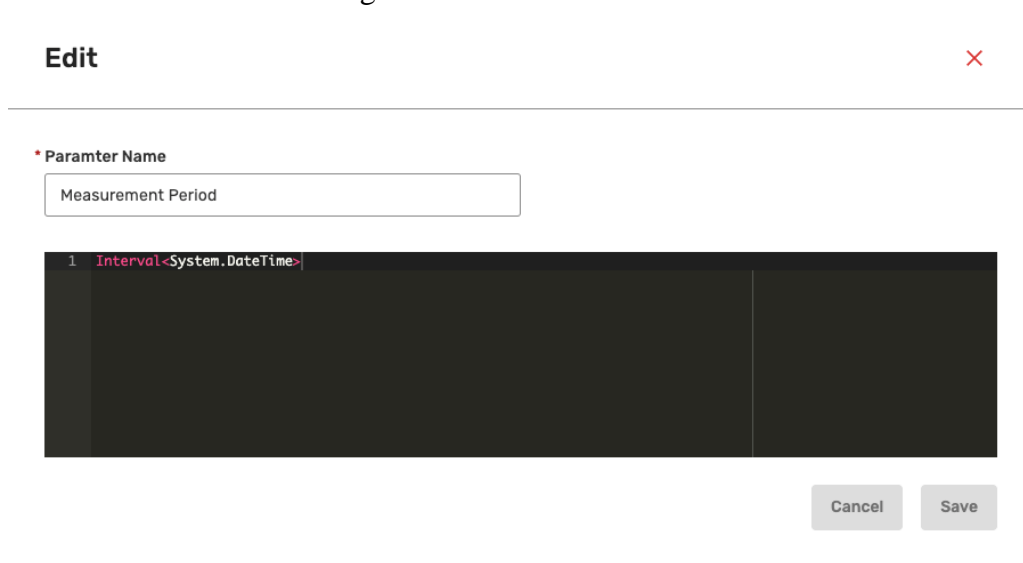 Edit
* Paramter Name
Measurement Period
1 Interval<System.DateTime>
Cancel Save